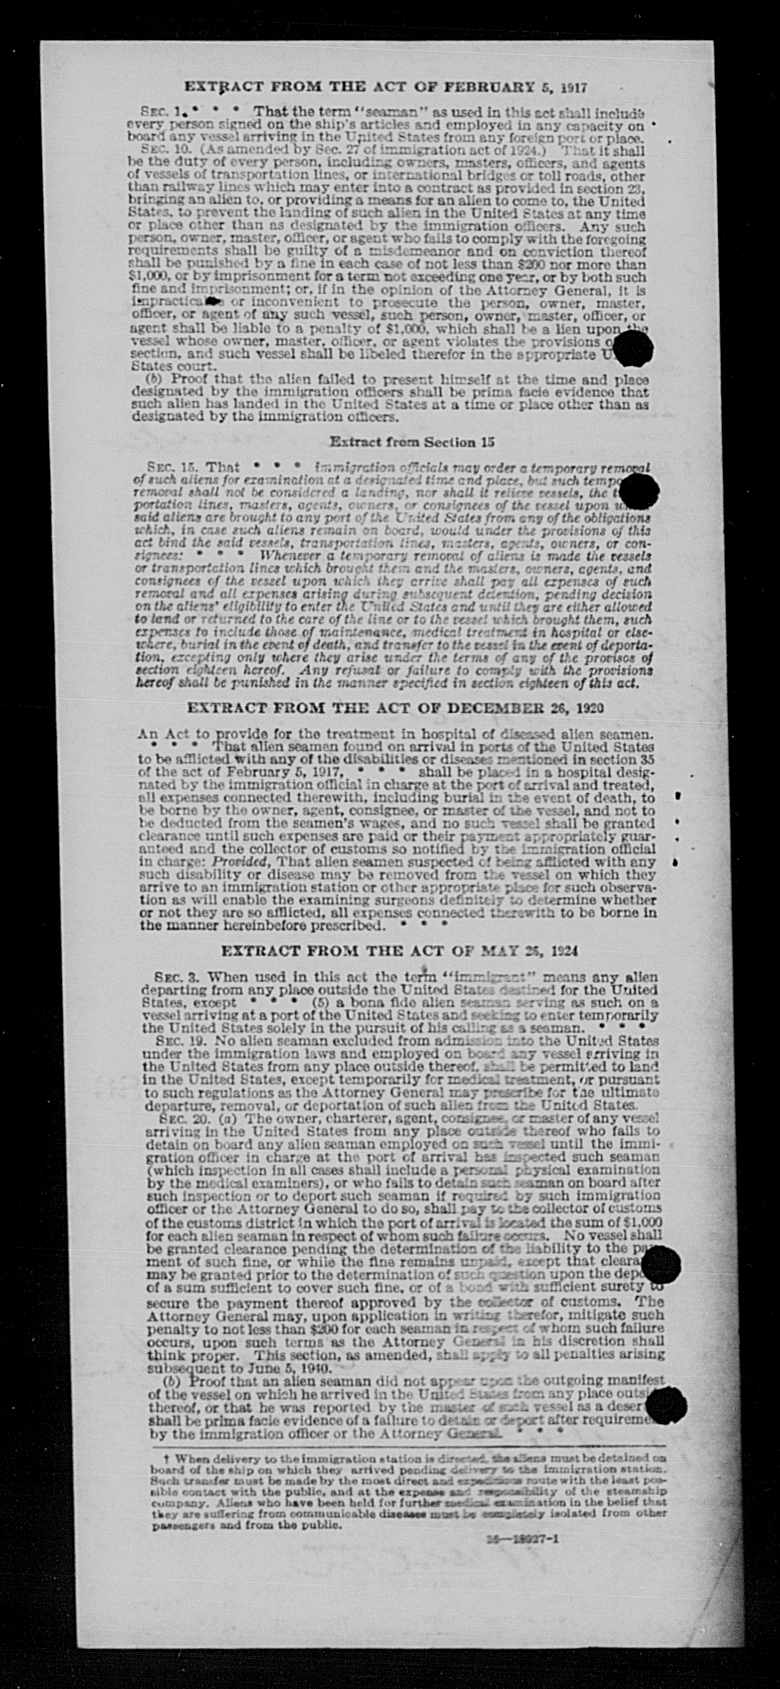 EXTRACT FROM THE ACT OF FEBRUARY 5, 1917
SEC. 1. * * * That the term "seaman" as used in this act shall include
every person signed on the ship's articles and employed in any capacity on
board any vessel arriving in the United States from any foreign port or place.
SEC. 10. (As amended by Sec. 27 of immigration act of 1924.) That it shall
be the duty of every person, including owners, masters, officers, and agents
of vessels of transportation lines, or international bridges or toll roads, other
than railway lines which may enter into a contract as provided in section 23,
bringing an alien to, or providing a means for an alien to come to, the United
States, to prevent the landing of such alien in the United States at any time
or place other than as designated by the immigration officers. Any such
person, owner, master, officer, or agent who fails to comply with the foregoing
requirements shall be guilty of a misdemeanor and on conviction thereof
shall be punished by a fine in each case of not less than $200 nor more than
$1,000, or by imprisonment for a term not exceeding one year, or by both such
fine and imprisonment; or, if in the opinion of the Attorney General, it is
or inconvenient to prosecute the person, owner, master,
officer, or agent of any such vessel, such person, owner, master, officer, or
agent shall be liable to a penalty of $1,000, which shall be a lien upon the
vessel whose owner, master, officer, or agent violates the provisions
section, and such vessel shall be libeled therefor in the appropriate
States court.
(b) Proof that the alien failed to present himself at the time and place
designated by the immigration officers shall be prima facie evidence that
such alien has landed in the United States at a time or place other than as
designated by the immigration officers.
Extract from Section 15
SEC. 15. That * * * immigration officials may order a temporary removal
of such aliens for examination at a designated time and place, but such
removal shall not be considered a landing, nor shall it relieve vessels, the
portation lines, masters, agents, owners, or consignees of the vessel upon
said aliens are brought to any port of the United States from any of the obligations
which, in case such aliens remain on board, would under the provisions of this
act bind the said vessels, transportation lines, masters, agents, owners, or con-
signees: * * * Whenever a temporary removal of aliens is made the vessels
or transportation lines which brought them and the masters, owners, agents, and
consignees of the vessel upon which they arrive shall pay all expenses of such
removal and all expenses arising during subsequent detention, pending decision
on the aliens' eligibility to enter the United States and until they are either allowed
to land or returned to the care of the line or to the vessel which brought them, such
expenses to include those of maintenance, medical treatment in hospital or else-
where, burial in the event of death, and transfer to the vessel in the event of deporta-
tion, excepting only where they arise under the terms of any of the provisos of
section eighteen hereof. Any refusal or failure to comply with the provisions
hereof shall be punished in the manner specified in section eighteen of this act.
EXTRACT FROM THE ACT OF DECEMBER 26, 1920
An Act to provide for the treatment in hospital of diseased alien seamen.
* * * That alien seamen found on arrival in ports of the United States
to be afflicted with any of the disabilities or diseases mentioned in section 35
of the act of February 5, 1917, * * * shall be placed in a hospital desig-
nated by the immigration official in charge at the port of arrival and treated,
all expenses connected therewith, including burial in the event of death, to
be borne by the owner, agent, consignee, or master of the vessel, and not to
be deducted from the seamen's wages, and no such vessel shall be granted
clearance until such expenses are paid or their payment appropriately guar-
anteed and the collector of customs so notified by the immigration official
in charge: Provided, That alien seamen suspected of being afflicted with any
such disability or disease may be removed from the vessel on which they
arrive to an immigration station or other appropriate place for such observa-
tion as will enable the examining surgeons definitely to determine whether
or not they are so afflicted, all expenses connected therewith to be borne in
the manner hereinbefore prescribed. * * *
EXTRACT FROM THE ACT OF MAY 26, 1924
SEC. 3. When used in this act the term "immigrant" means any alien
departing from any place outside the United States destined for the United
States, except * * * (5) a bona fide alien seaman serving as such on a
vessel arriving at a port of the United States and seeking to enter temporarily
the United States solely in the pursuit of his calling as a seaman. * * *
SEC. 19. No alien seaman excluded from admission into the United States
under the immigration laws and employed on board any vessel arriving in
the United States from any place outside thereof, shall be permitted to land
in the United States, except temporarily for medical treatment, or pursuant
to such regulations as the Attorney General may prescribe for the ultimate
departure, removal, or deportation of such alien from the United States.
SEC. 20. (a) The owner, charterer, agent, consignee, or master of any vessel
arriving in the United States from any place outside thereof who fails to
detain on board any alien seaman employed on such vessel until the immi-
gration officer in charge at the port of arrival has inspected such seaman
(which inspection in all cases shall include a personal physical examination
by the medical examiners), or who fails to detain such seaman on board after
such inspection or to deport such seaman if required by such immigration
officer or the Attorney General to do so, shall pay to the collector of customs
of the customs district in which the port of arrival is located the sum of $1,000
for each alien seaman in respect of whom such failure occurs. No vessel shall
be granted clearance pending the determination of the liability to the
ment of such fine, or while the fine remains unpaid, except that
may be granted prior to the determination of such question upon the
of a sum sufficient to cover such fine, or of a bond with sufficient surety to
secure the payment thereof approved by the collector of customs. The
Attorney General may, upon application in writing therefor, mitigate such
penalty to not less than $200 for each seaman in respect of whom such failure
occurs, upon such terms as the Attorney General in his discretion shall
think proper. This section, as amended, shall apply to all penalties arising
subsequent to June 5, 1940.
(b) Proof that an alien seaman did not appear upon the outgoing manifest
of the vessel on which he arrived in the United States from any place
thereof, or that he was reported by the master of such vessel as a
shall be prima facie evidence of a failure to detain or deport after
by the immigration officer or the Attorney General. * * *
† When delivery to the immigration station is directed, the aliens must be detained on
board of the ship on which they arrived pending delivery to the immigration station.
Such transfer must be made by the most direct and expeditious route with the least pos-
sible contact with the public, and at the expense and responsibility of the steamship
company. Aliens who have been held for further medical examination in the belief that
they are suffering from communicable diseases must be completely isolated from other
passengers and from the public.
16—18927-1